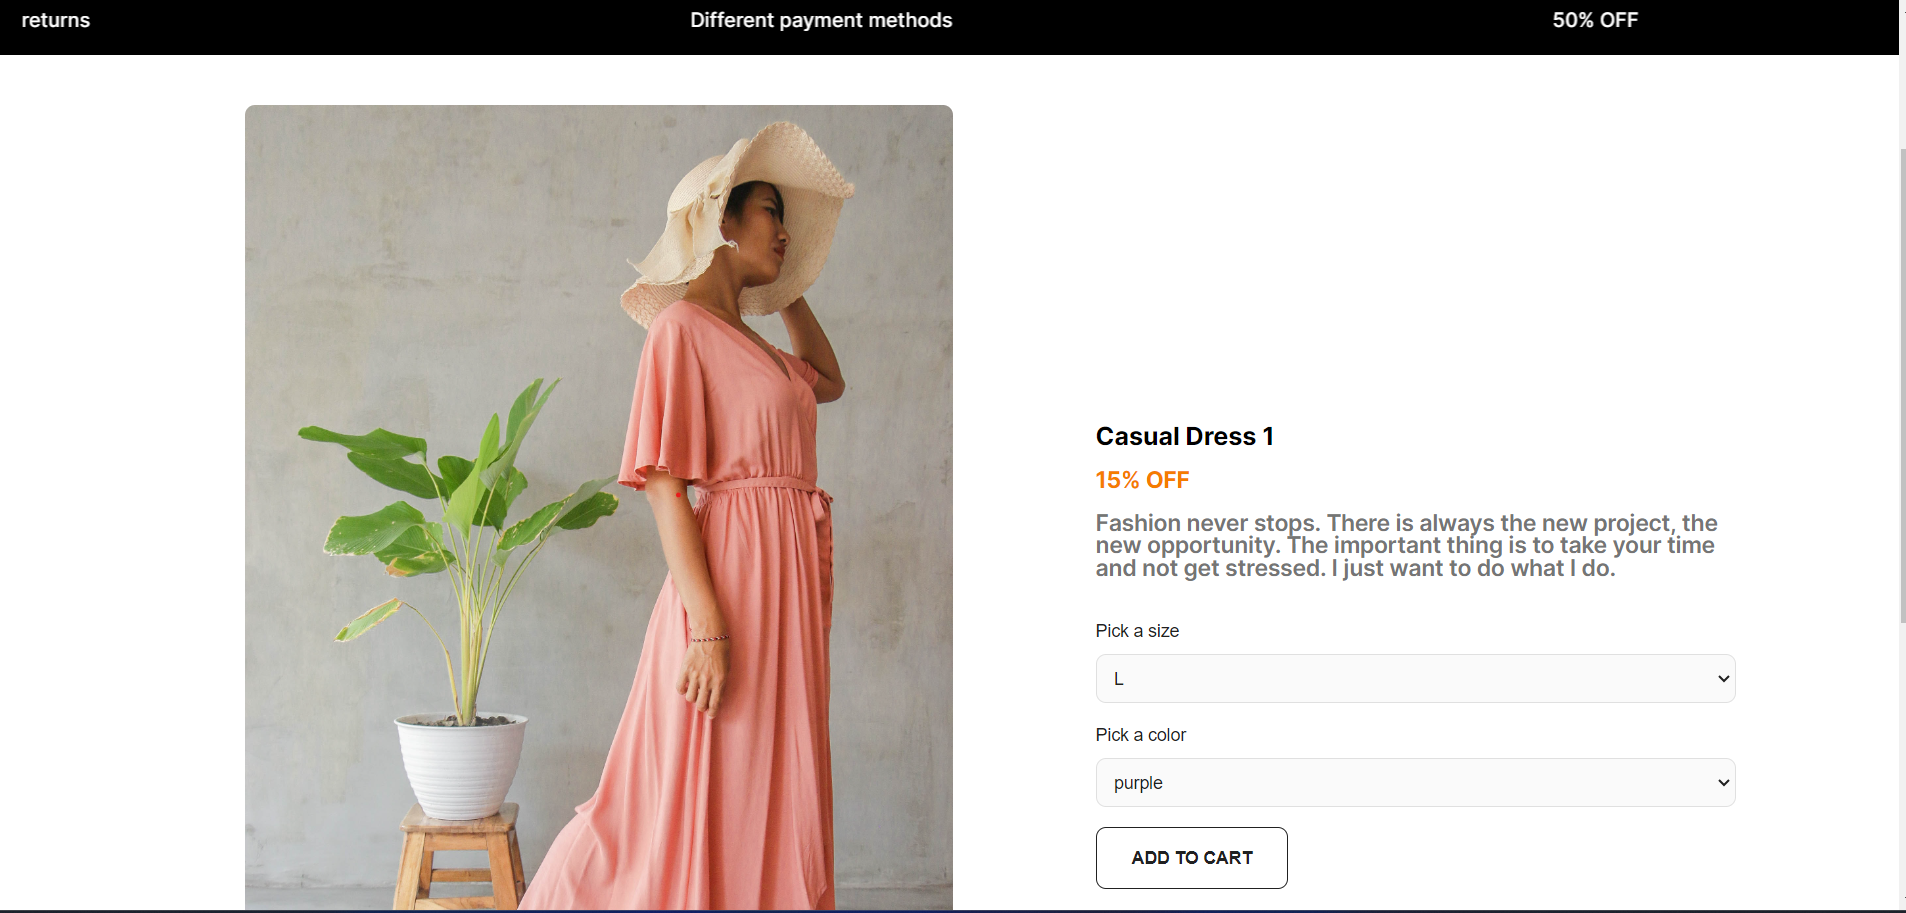 returns
Different payment methods
50% OFF
Casual Dress 1
15% OFF
Fashion never stops. There is always the new project, the
new opportunity. The important thing is to take your time
and not get stressed. I just want to do what I do.
Pick a size
L
Pick a color
purple
ADD TO CART